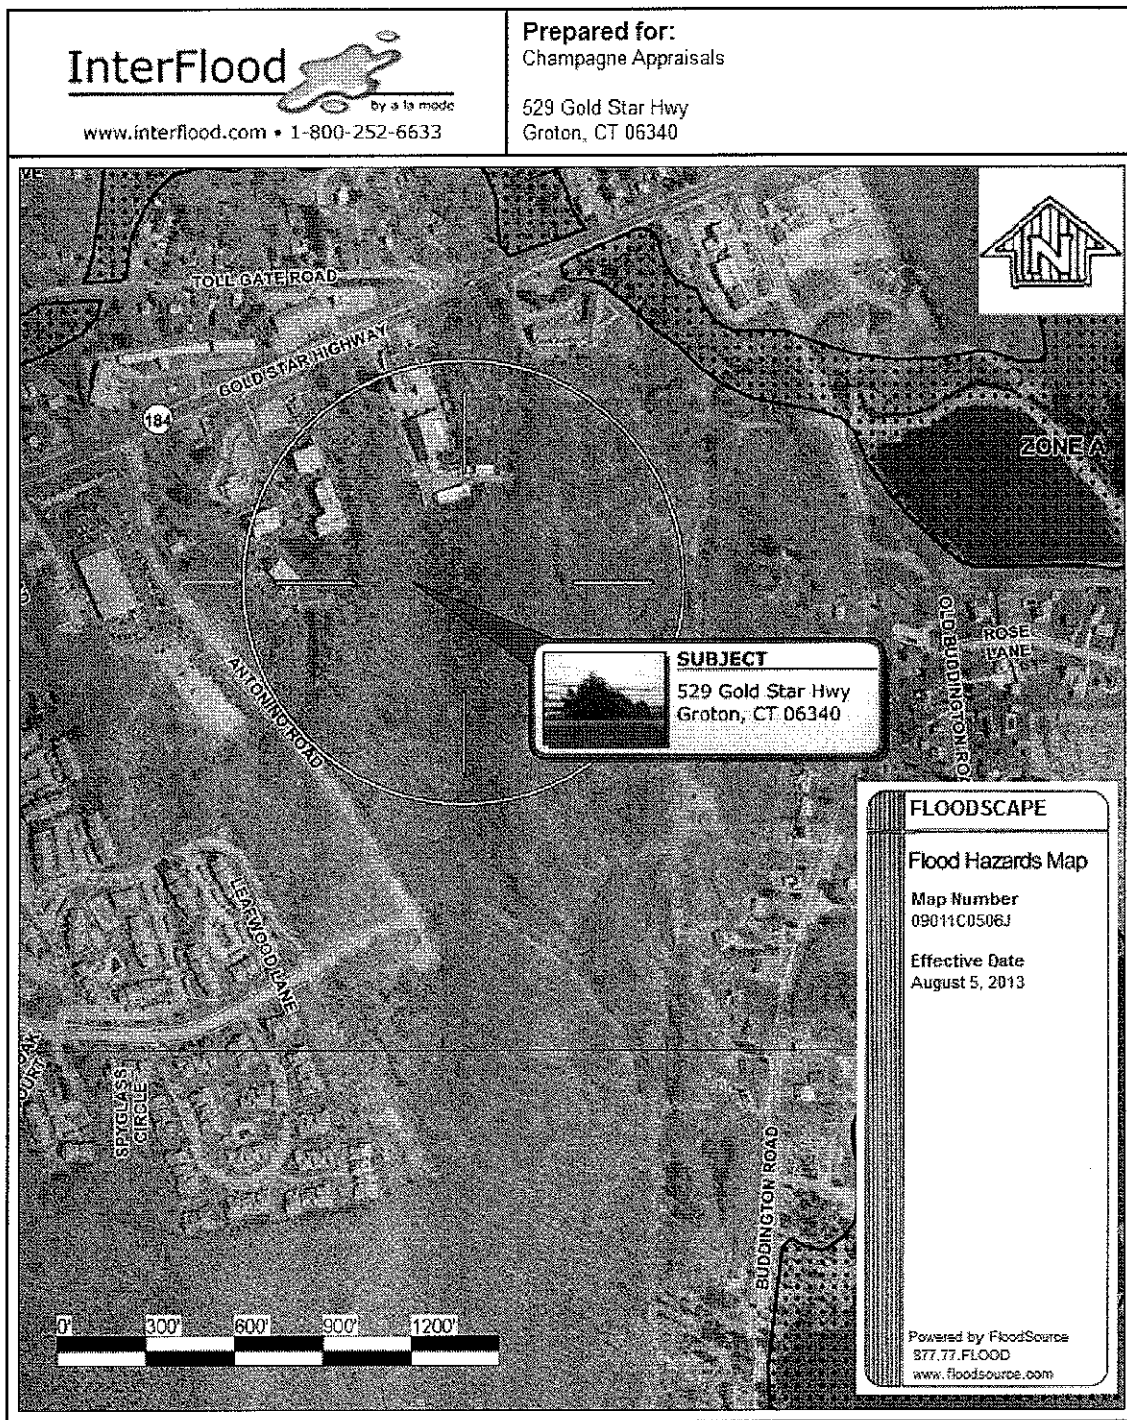 InterFlood
by a la mode
www.interflood.com • 1-800-252-6633
Prepared for:
Champagne Appraisals
529 Gold Star Hwy
Groton, CT 06340
N
TOLL GATE ROAD
GOLD STAR HIGHWAY
184
ZONE A
OLD BUDDINGTON ROA
ROSE
LANE
SUBJECT
529 Gold Star Hwy
Groton, CT 06340
ANTONINO ROAD
LEAFWOOD LANE
SPYGLASS
CIRCLE
BUDDINGTON ROAD
0' 300' 600' 900' 1200'
FLOODSCAPE
Flood Hazards Map
Map Number
09011C0506J
Effective Date
August 5, 2013
Powered by FloodSource
877.77.FLOOD
www.floodsource.com